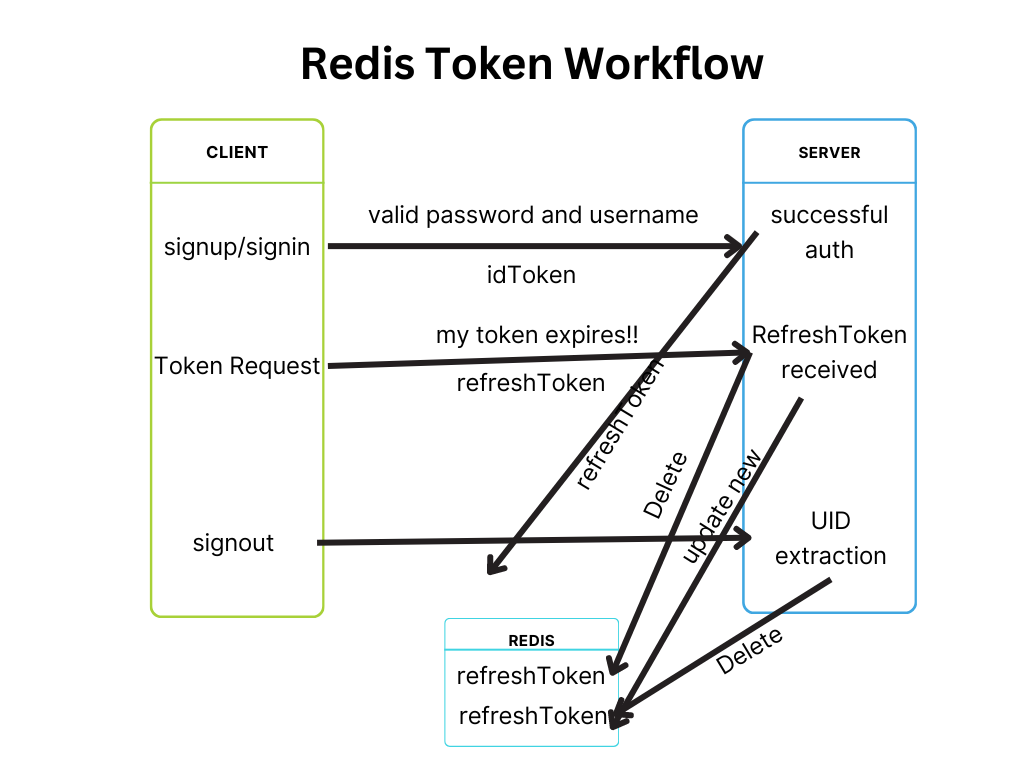 Redis Token Workflow
CLIENT
SERVER
valid password and username
successful
signup/signin
auth
idToken
my token expires!!
RefreshToken
Token Request
received
refreshToken
refreshToken
Delete
update new
UID
signout
extraction
Delete
REDIS
refreshToken
refreshToken